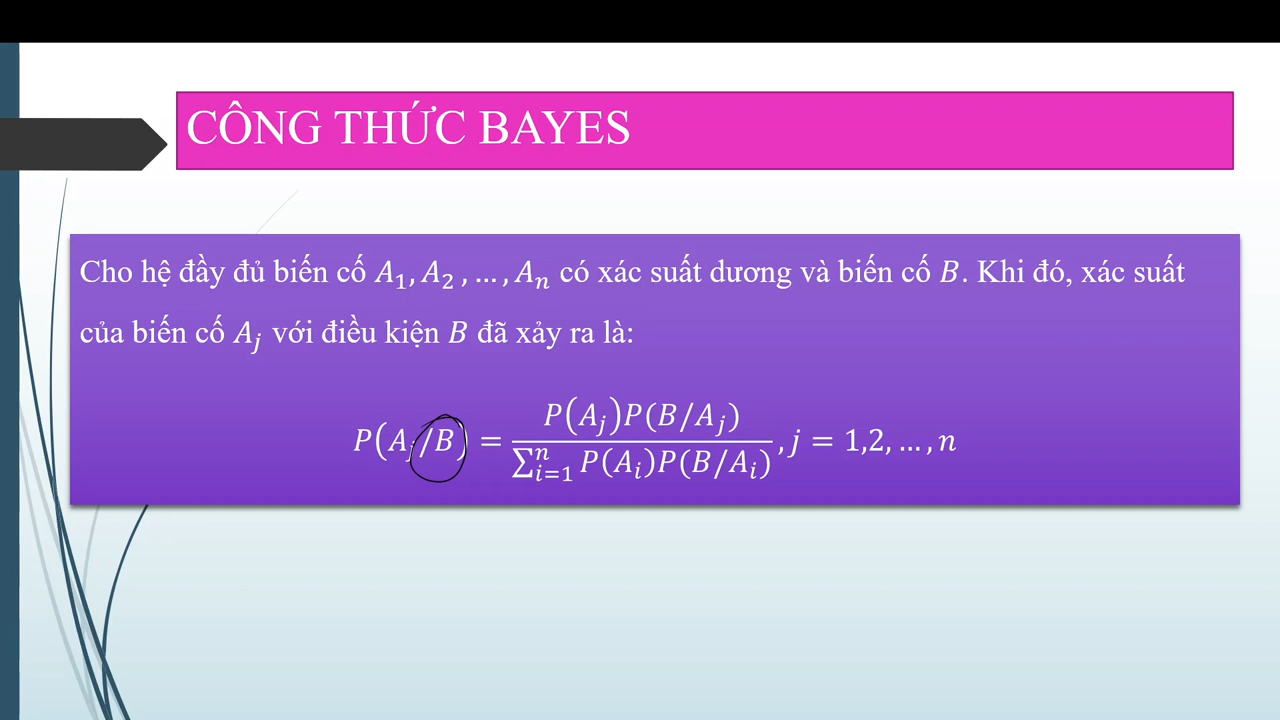 CÔNG THỨC BAYES
Cho hệ đầy đủ biến cố A₁, A₂ , … , Aₙ có xác suất dương và biến cố B. Khi đó, xác suất
của biến cố Aⱼ với điều kiện B đã xảy ra là:
P(Aⱼ/B) = P(Aⱼ)P(B/Aⱼ) / ∑ⁿᵢ₌₁ P(Aᵢ)P(B/Aᵢ) , j = 1,2, … , n